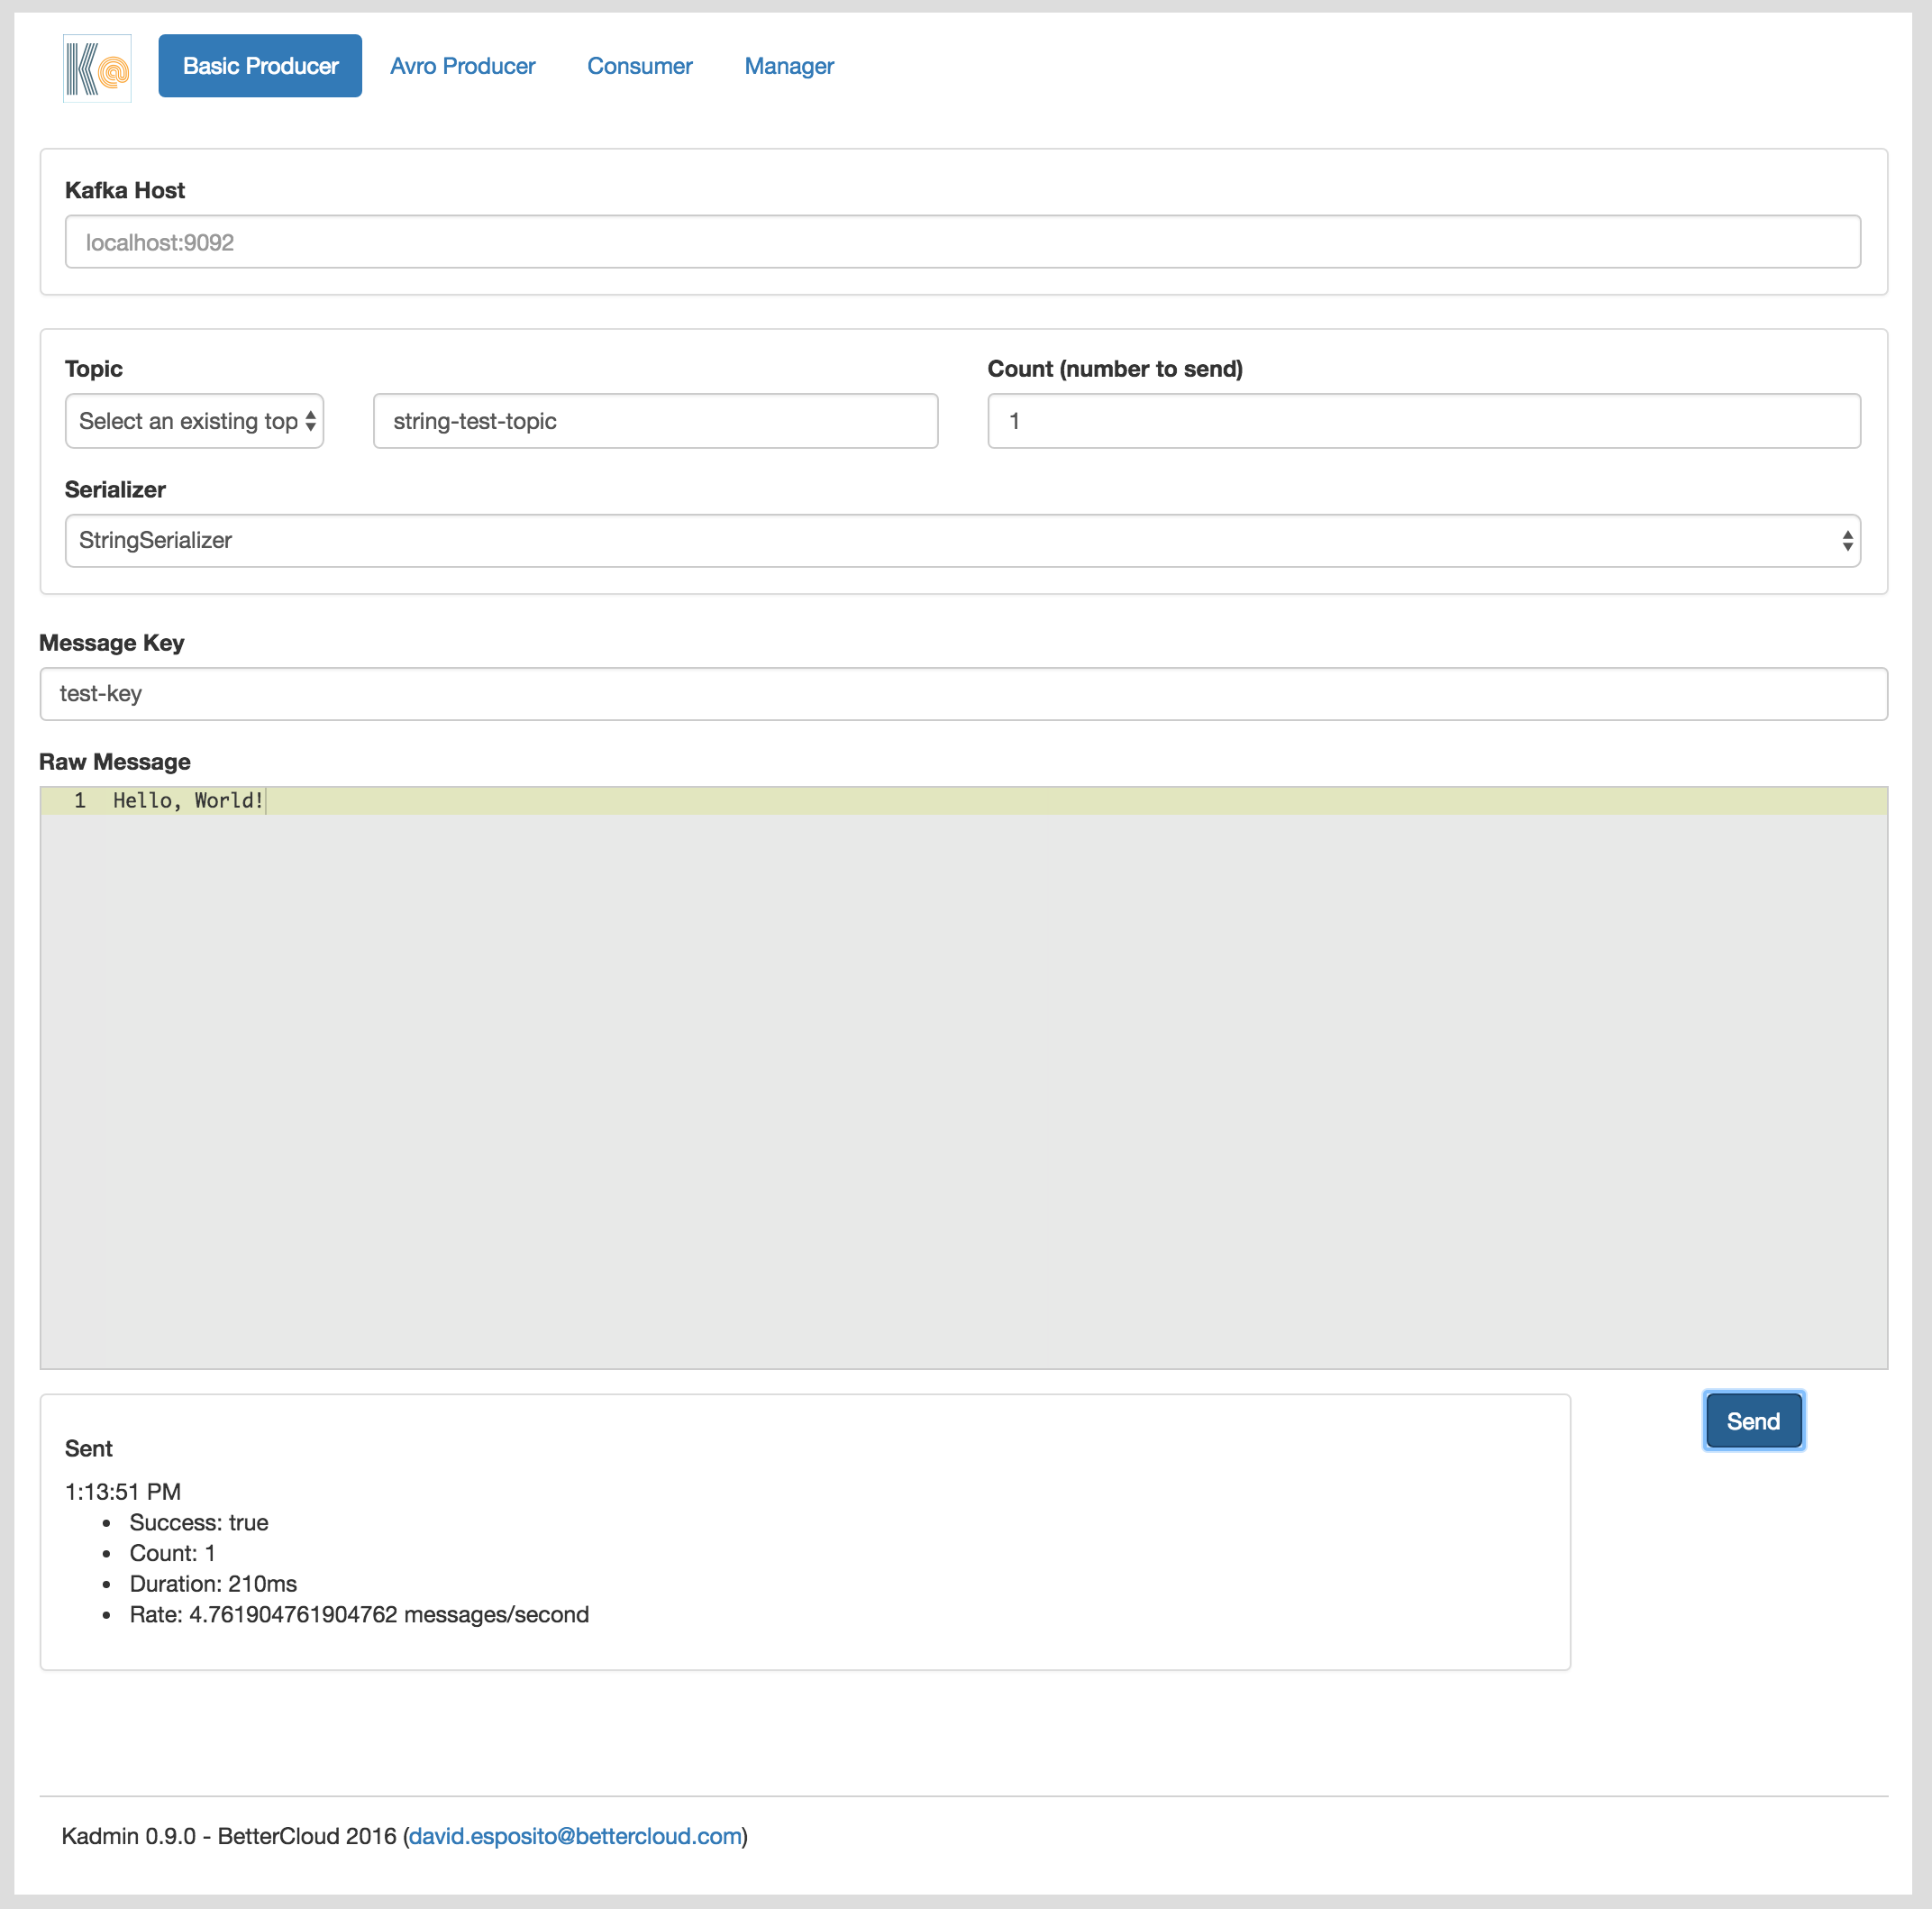 K@ Basic Producer Avro Producer Consumer Manager
Kafka Host
localhost:9092
Topic Count (number to send)
Select an existing top string-test-topic 1
Serializer
StringSerializer
Message Key
test-key
Raw Message
1 Hello, World!
Send
Sent
1:13:51 PM
• Success: true
• Count: 1
• Duration: 210ms
• Rate: 4.761904761904762 messages/second
Kadmin 0.9.0 - BetterCloud 2016 (david.esposito@bettercloud.com)